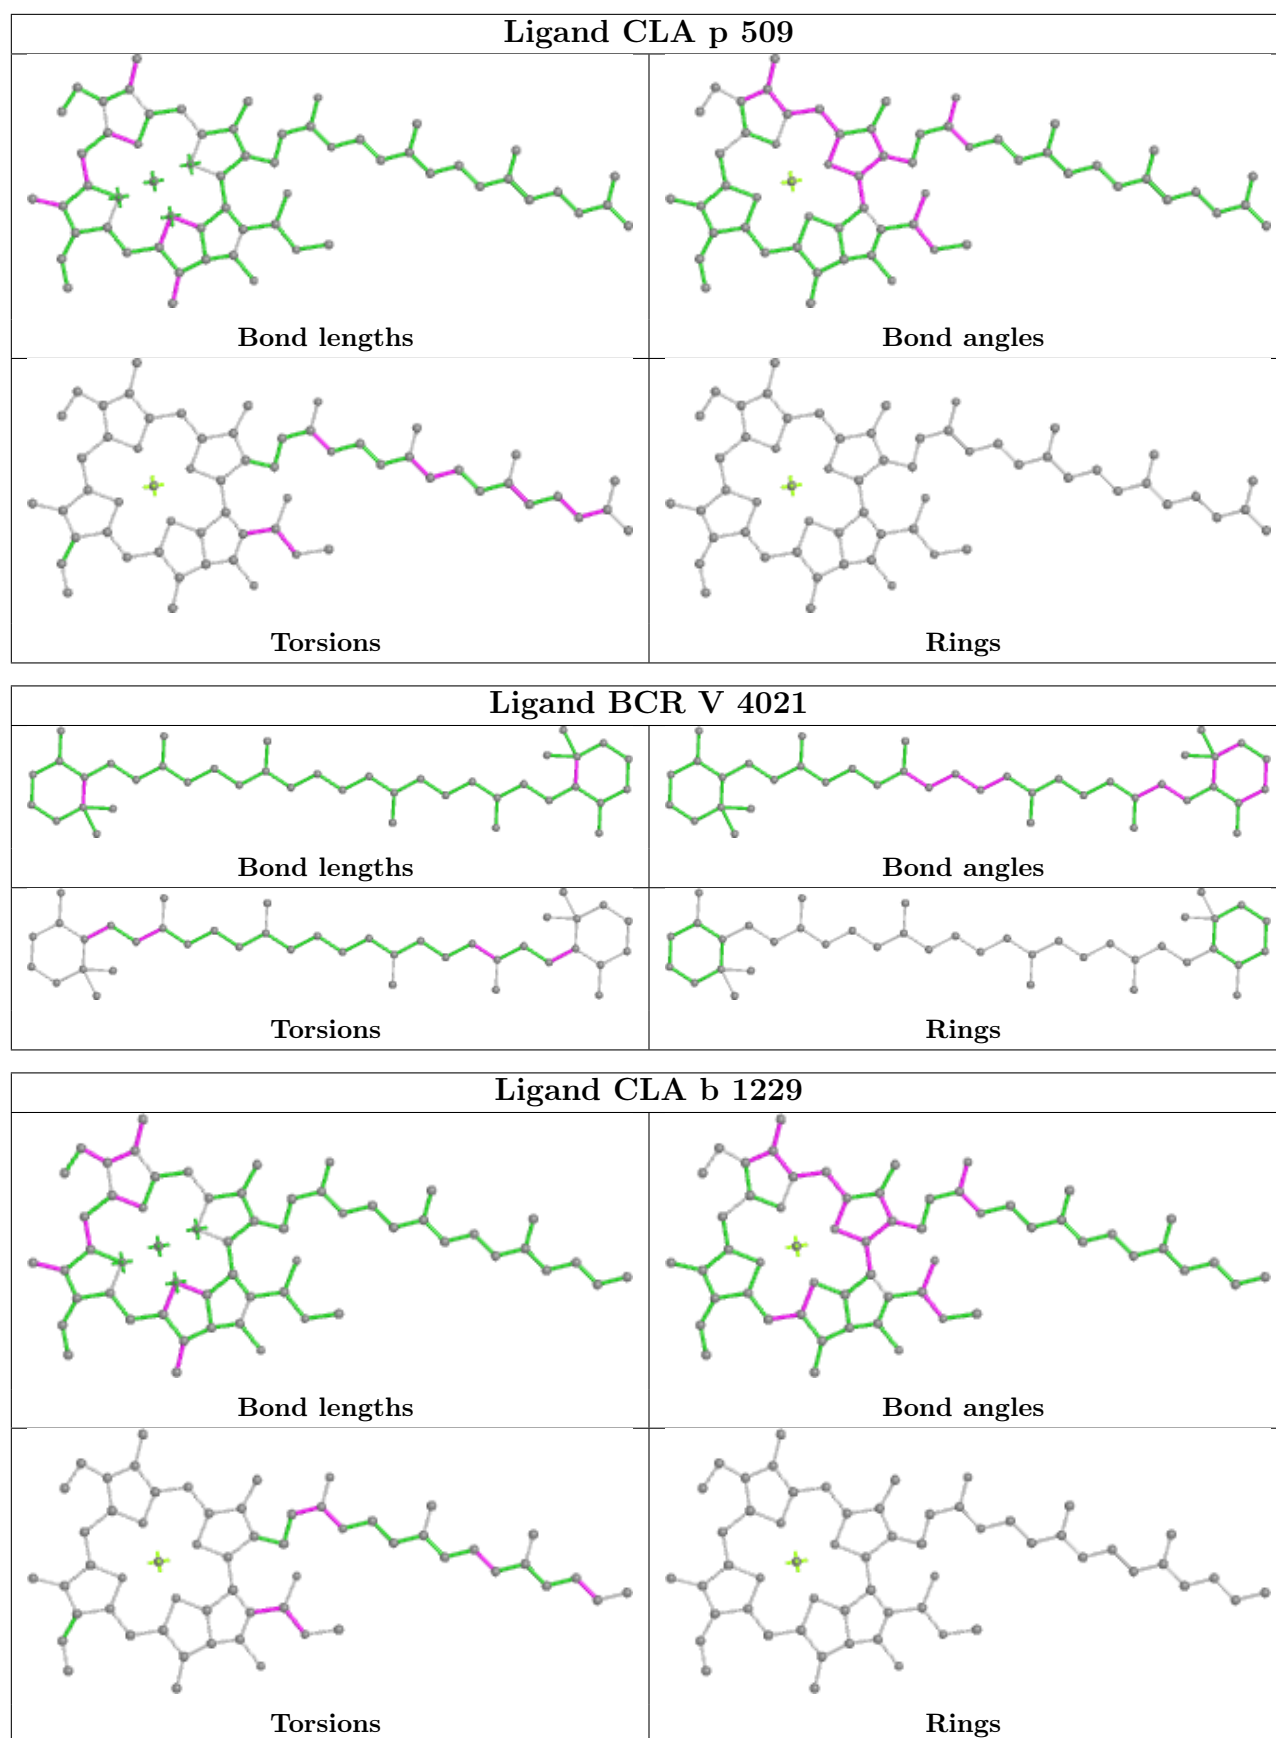 Ligand CLA p 509
Bond lengths
Bond angles
Torsions
Rings
Ligand BCR V 4021
Bond lengths
Bond angles
Torsions
Rings
Ligand CLA b 1229
Bond lengths
Bond angles
Torsions
Rings